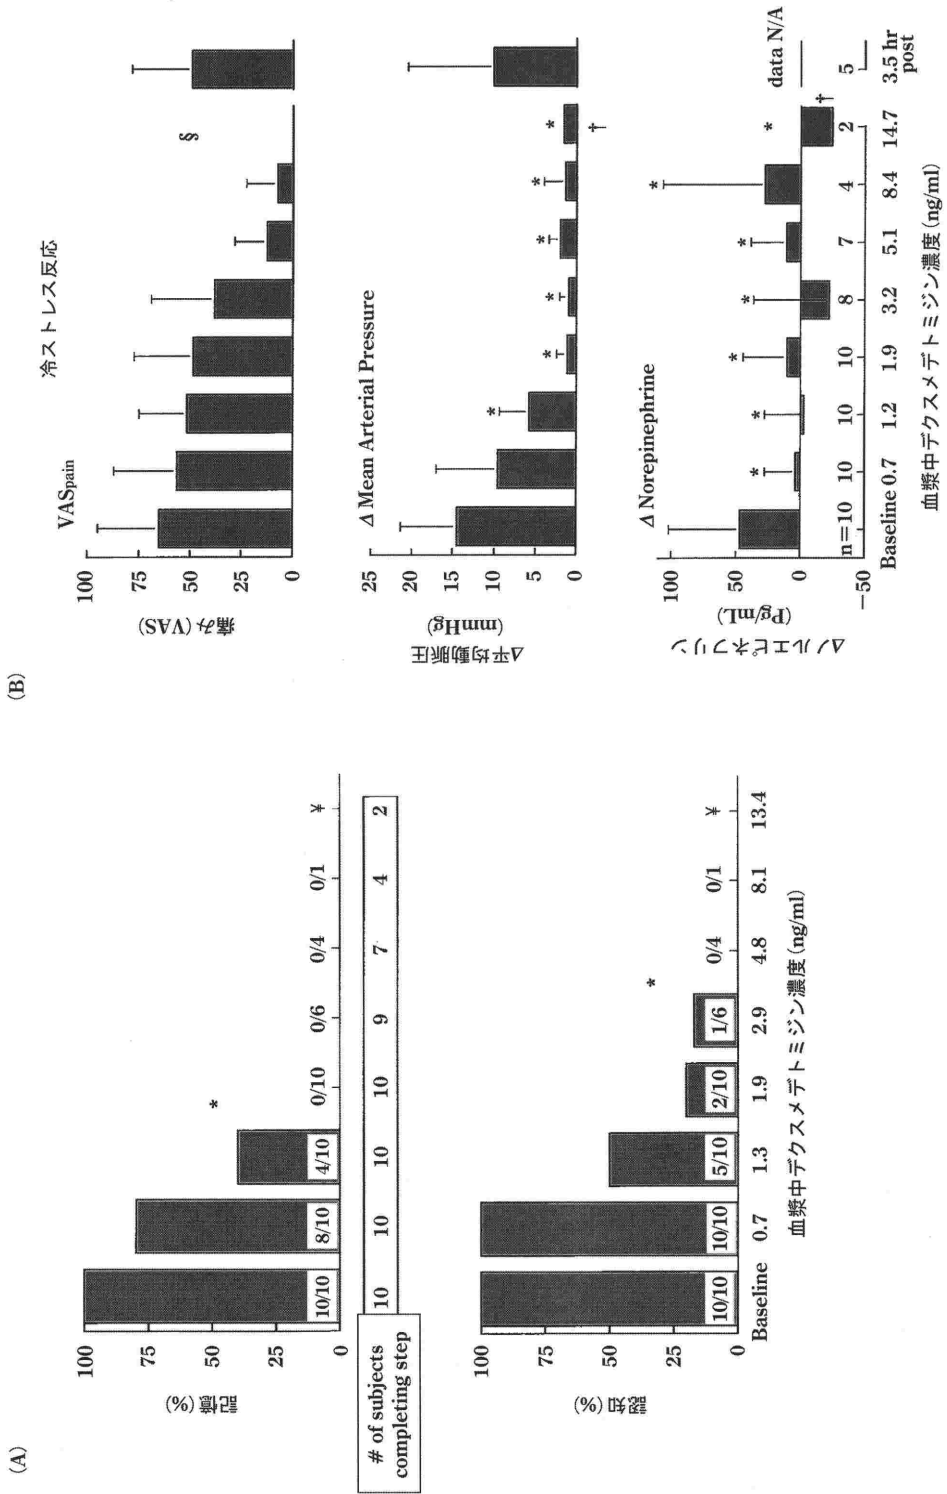 (A)
記憶(%)
100
75
50
25
0
10/10
8/10
4/10
*
0/10
0/6
0/4
0/1
¥
# of subjects
completing step
10 10 10 10 9 7 4 2
認知(%)
100
75
50
25
0
10/10
10/10
5/10
2/10
1/6
*
0/4
0/1
¥
Baseline 0.7 1.3 1.9 2.9 4.8 8.1 13.4
血漿中デクスメデトミジン濃度(ng/ml)
(B)
冷ストレス反応
VASpain
痛み(VAS)
100
75
50
25
0
§
Δ Mean Arterial Pressure
Δ平均動脈圧
(mmHg)
25
20
15
10
5
0
* * * * * *
†
Δ Norepinephrine
Δノルエピネフリン
(Pg/mL)
100
50
0
−50
* * * * * * *
†
data N/A
n=10 10 10 10 8 7 4 2 5
Baseline 0.7 1.2 1.9 3.2 5.1 8.4 14.7 3.5 hr
post
血漿中デクスメデトミジン濃度(ng/ml)